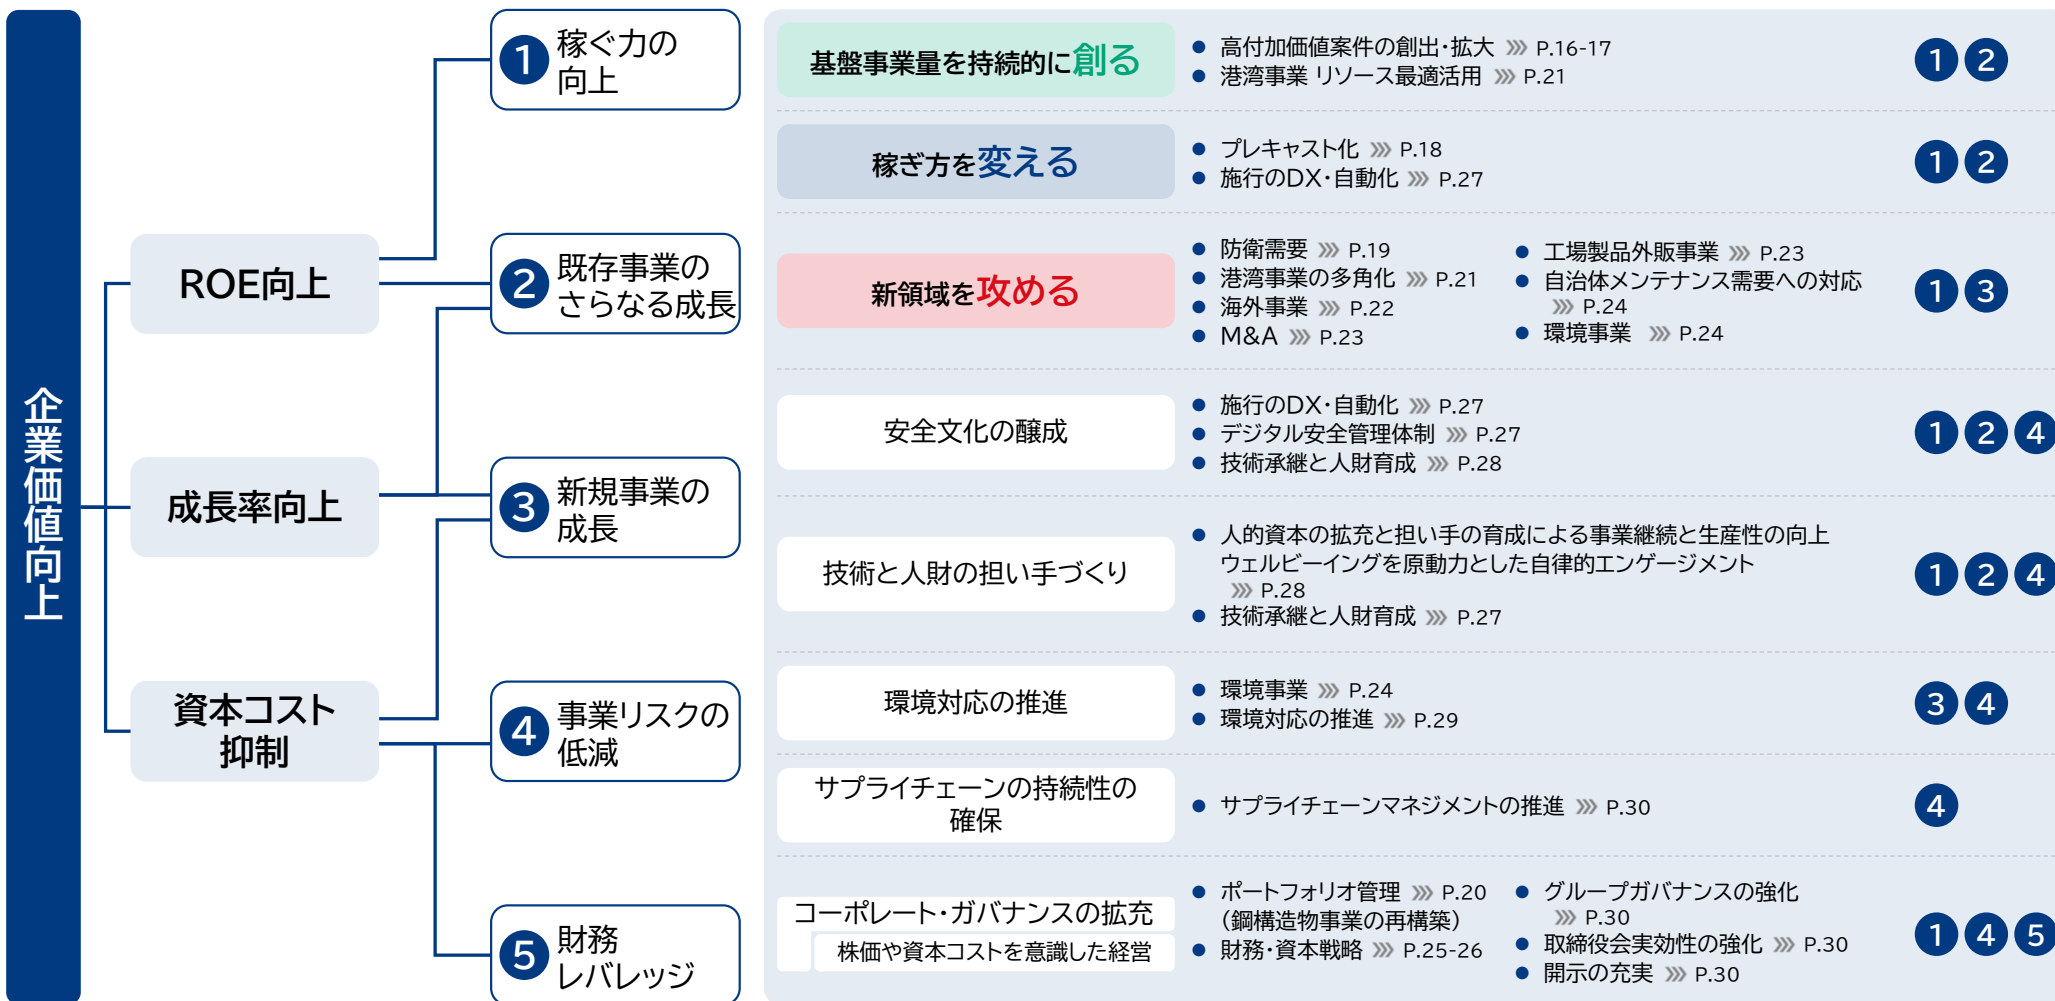 企業価値向上
ROE向上
成長率向上
資本コスト
抑制
1 稼ぐ力の
向上
2 既存事業の
さらなる成長
3 新規事業の
成長
4 事業リスクの
低減
5 財務
レバレッジ
基盤事業量を持続的に創る
● 高付加価値案件の創出・拡大 》》 P.16-17
● 港湾事業 リソース最適活用 》》 P.21
1 2
稼ぎ方を変える
● プレキャスト化 》》 P.18
● 施行のDX・自動化 》》 P.27
1 2
新領域を攻める
● 防衛需要 》》 P.19
● 港湾事業の多角化 》》 P.21
● 海外事業 》》 P.22
● M&A 》》 P.23
● 工場製品外販事業 》》 P.23
● 自治体メンテナンス需要への対応
》》 P.24
● 環境事業 》》 P.24
1 3
安全文化の醸成
● 施行のDX・自動化 》》 P.27
● デジタル安全管理体制 》》 P.27
● 技術承継と人財育成 》》 P.28
1 2 4
技術と人財の担い手づくり
● 人的資本の拡充と担い手の育成による事業継続と生産性の向上
ウェルビーイングを原動力とした自律的エンゲージメント
》》 P.28
● 技術承継と人財育成 》》 P.27
1 2 4
環境対応の推進
● 環境事業 》》 P.24
● 環境対応の推進 》》 P.29
3 4
サプライチェーンの持続性の
確保
● サプライチェーンマネジメントの推進 》》 P.30
4
コーポレート・ガバナンスの拡充
株価や資本コストを意識した経営
● ポートフォリオ管理 》》 P.20
（鋼構造物事業の再構築）
● 財務・資本戦略 》》 P.25-26
● グループガバナンスの強化
》》 P.30
● 取締役会実効性の強化 》》 P.30
● 開示の充実 》》 P.30
1 4 5